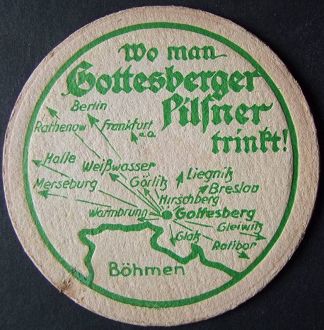 Wo man
Gottesberger
Pilsner
trinkt!
Berlin
Rathenow
Frankfurt
a.O.
Halle
Weißwasser
Liegnitz
Merseburg
Görlitz
Breslau
Hirschberg
Warmbrunn
Gottesberg
Gleiwitz
Glatz
Ratibor
Böhmen